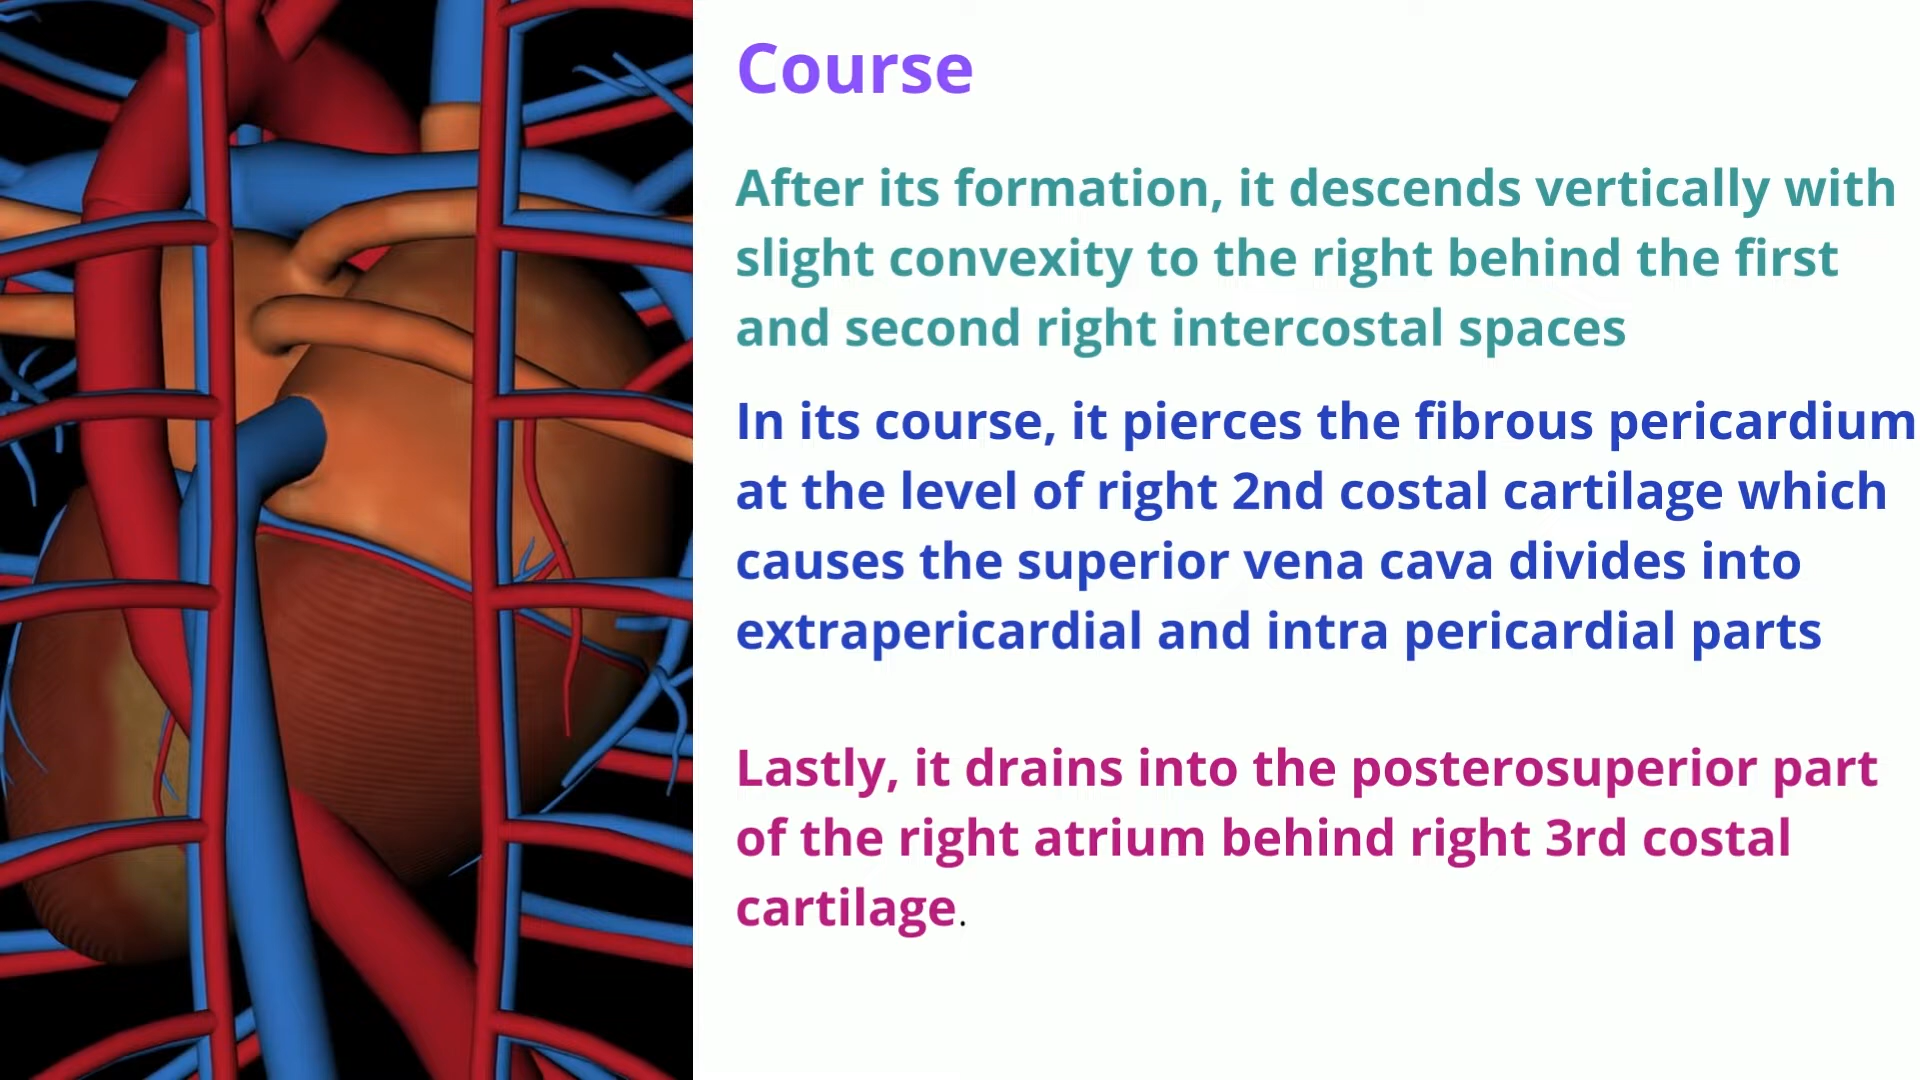 Course
After its formation, it descends vertically with
slight convexity to the right behind the first
and second right intercostal spaces
In its course, it pierces the fibrous pericardium
at the level of right 2nd costal cartilage which
causes the superior vena cava divides into
extrapericardial and intra pericardial parts
Lastly, it drains into the posterosuperior part
of the right atrium behind right 3rd costal
cartilage.